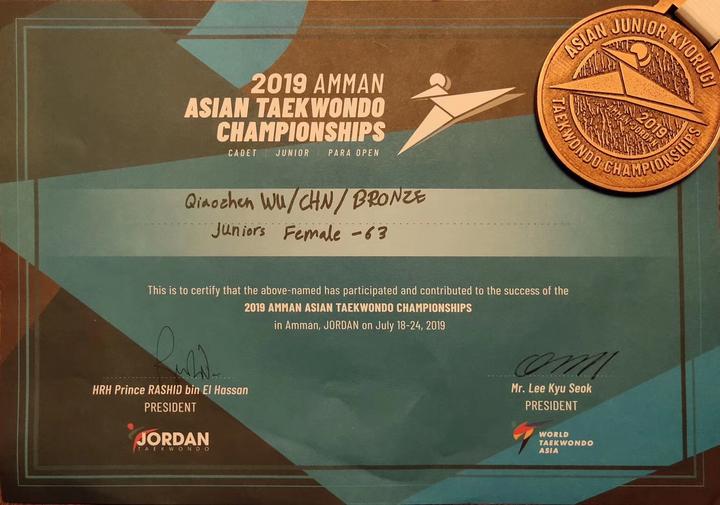 2019 AMMAN
ASIAN TAEKWONDO
CHAMPIONSHIPS
CADET | JUNIOR | PARA OPEN
ASIAN JUNIOR KYORUGI
2019
TAEKWONDO CHAMPIONSHIPS
Qiaozhen WU/CHN/BRONZE
Juniors Female -63
This is to certify that the above-named has participated and contributed to the success of the
2019 AMMAN ASIAN TAEKWONDO CHAMPIONSHIPS
in Amman, JORDAN on July 18-24, 2019
HRH Prince RASHID bin El Hassan
PRESIDENT
JORDAN
TAEKWONDO
Mr. Lee Kyu Seok
PRESIDENT
WORLD
TAEKWONDO
ASIA